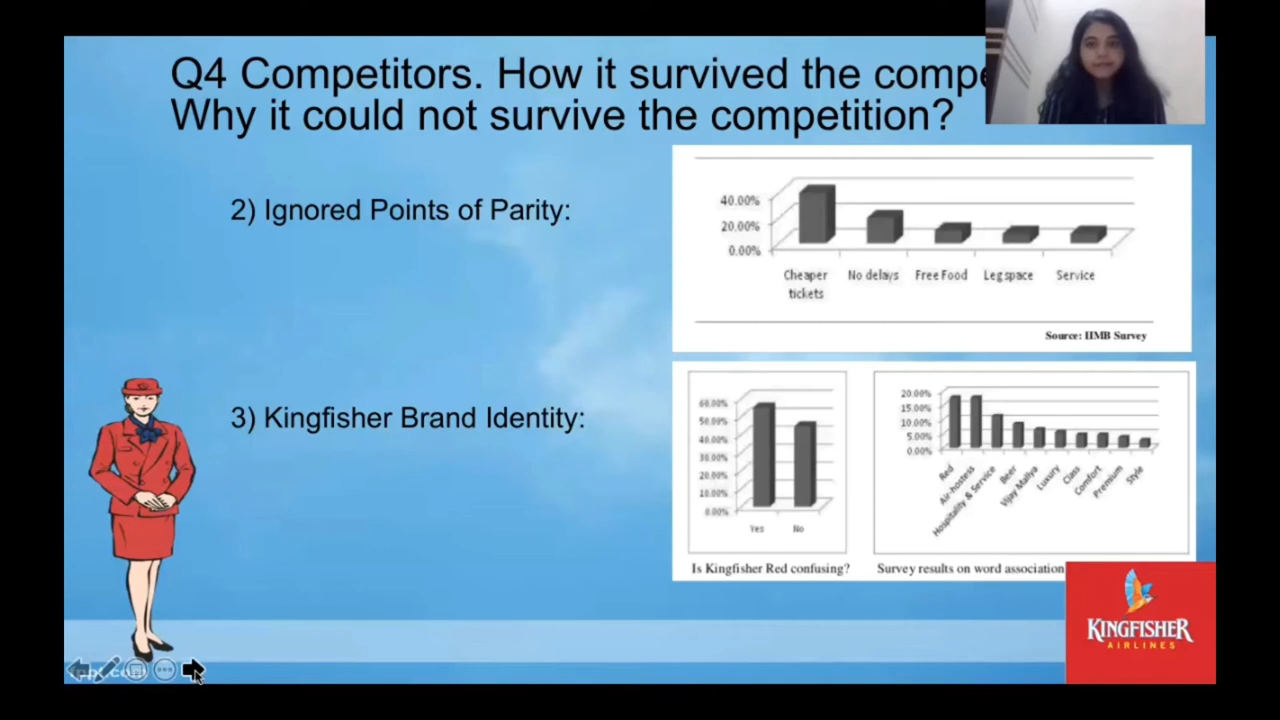 Q4 Competitors. How it survived the compe
Why it could not survive the competition?
2) Ignored Points of Parity:
40.00%
20.00%
0.00%
Cheaper tickets
No delays
Free Food
Leg space
Service
Source: IIMB Survey
3) Kingfisher Brand Identity:
60.00%
50.00%
40.00%
30.00%
20.00%
10.00%
0.00%
Yes
No
Is Kingfisher Red confusing?
20.00%
15.00%
10.00%
5.00%
0.00%
Red
Air-hostess
Hospitality & Service
Beer
Vijay Mallya
Luxury
Class
Comfort
Premium
Style
Survey results on word association
KINGFISHER
AIRLINES